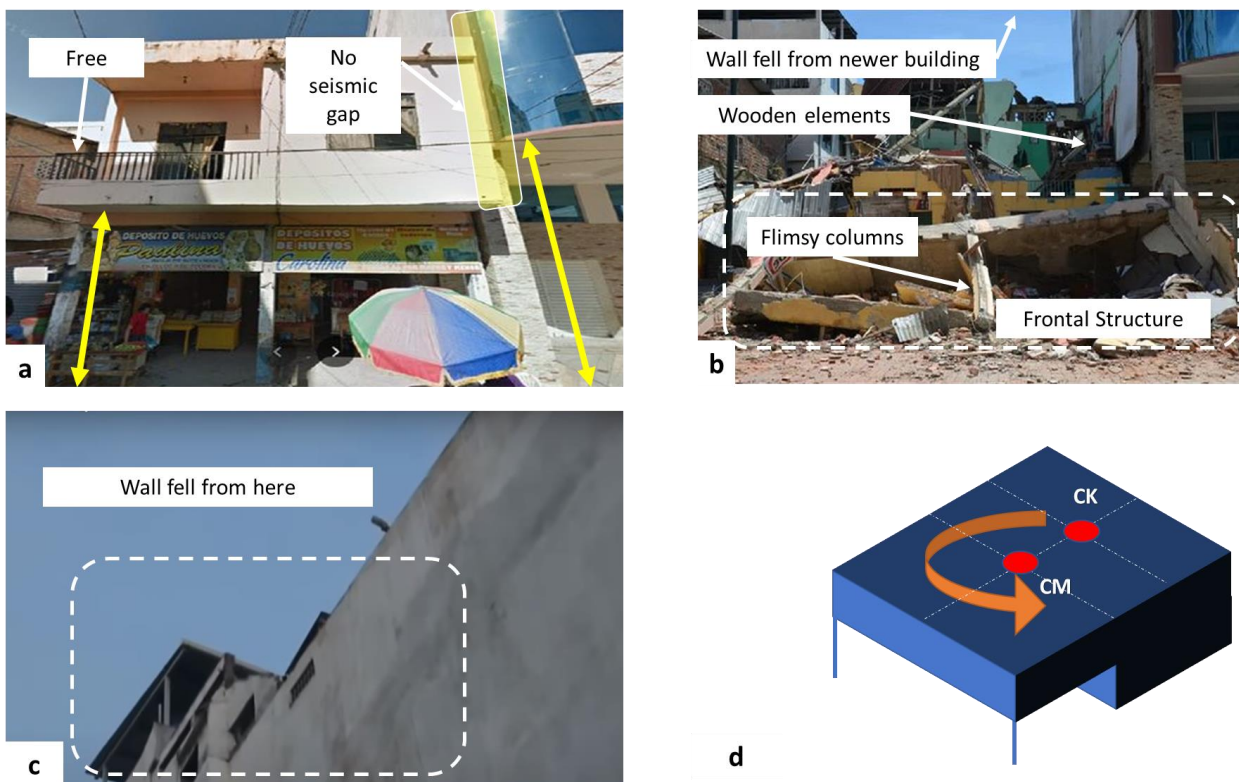 Free
No
seismic
gap
DEPOSITO DE HUEVOS
Paulina
DEPOSITOS
DE HUEVOS
Carolina
a
Wall fell from newer building
Wooden elements
Flimsy columns
Frontal Structure
b
Wall fell from here
c
CK
CM
d